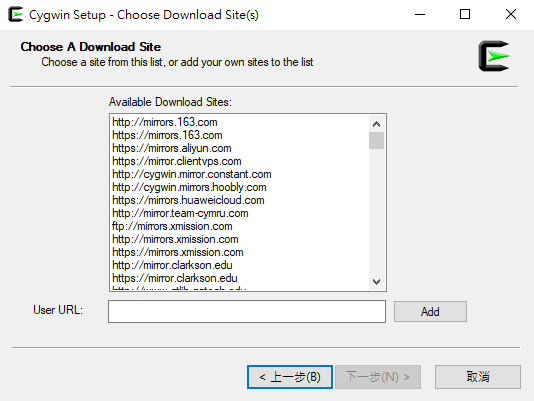 Cygwin Setup - Choose Download Site(s)
Choose A Download Site
Choose a site from this list, or add your own sites to the list
Available Download Sites:
http://mirrors.163.com
https://mirrors.163.com
https://mirrors.aliyun.com
https://mirror.clientvps.com
http://cygwin.mirror.constant.com
http://cygwin.mirrors.hoobly.com
https://mirrors.huaweicloud.com
http://mirror.team-cymru.com
ftp://mirrors.xmission.com
http://mirrors.xmission.com
https://mirrors.xmission.com
http://mirror.clarkson.edu
https://mirror.clarkson.edu
User URL:
Add
< 上一步(B)
下一步(N) >
取消